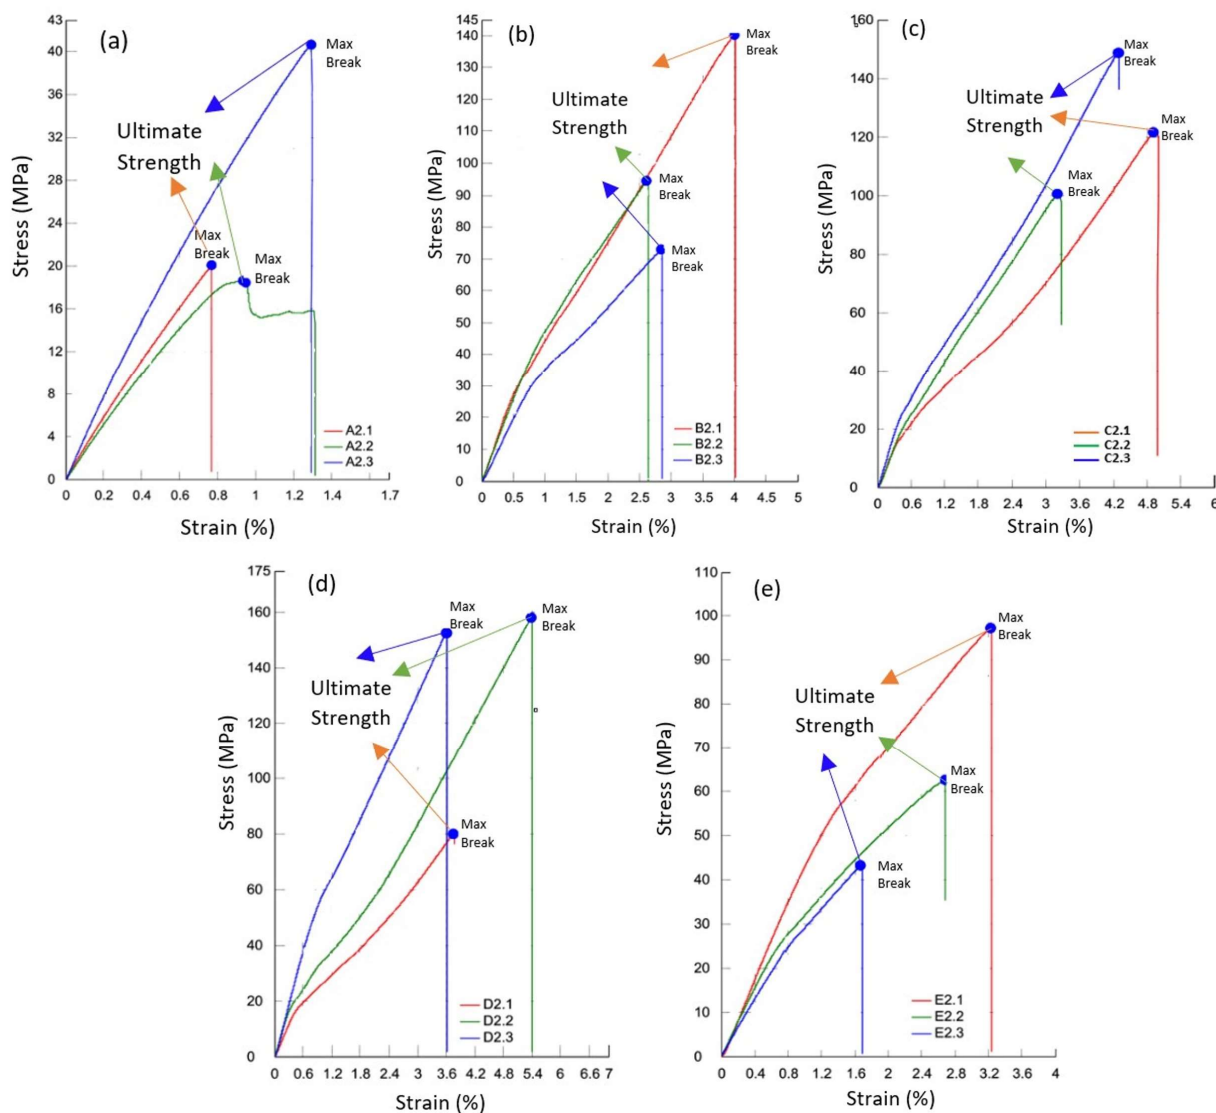 (a)
43
40
36
32
28
24
20
16
12
8
4
0
Stress (MPa)
Max
Break
Ultimate
Strength
Max
Break
Max
Break
A2.1
A2.2
A2.3
0 0.2 0.4 0.6 0.8 1 1.2 1.4 1.7
Strain (%)
(b)
145
140
130
120
110
100
90
80
70
60
50
40
30
20
10
0
Stress (MPa)
Max
Break
Ultimate
Strength
Max
Break
Max
Break
B2.1
B2.2
B2.3
0 0.5 1 1.5 2 2.5 3 3.5 4 4.5 5
Strain (%)
(c)
160
140
120
100
80
60
40
20
0
Stress (MPa)
Max
Break
Ultimate
Strength
Max
Break
Max
Break
C2.1
C2.2
C2.3
0 0.6 1.2 1.8 2.4 3 3.6 4.2 4.8 5.4 6
Strain (%)
(d)
175
160
140
120
100
80
60
40
20
0
Stress (MPa)
Max
Break
Max
Break
Ultimate
Strength
Max
Break
D2.1
D2.2
D2.3
0 0.6 1.2 1.8 2.4 3 3.6 4.2 4.8 5.4 6 6.6 7
Strain (%)
(e)
110
100
90
80
70
60
50
40
30
20
10
0
Stress (MPa)
Max
Break
Ultimate
Strength
Max
Break
Max
Break
E2.1
E2.2
E2.3
0 0.4 0.8 1.2 1.6 2 2.4 2.8 3.2 3.6 4
Strain (%)